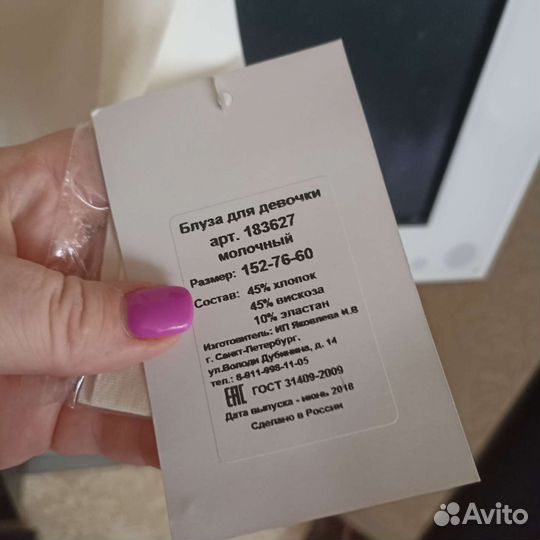 Блуза для девочки
арт. 183627
молочный
Размер: 152-76-60
Состав: 45% хлопок
45% вискоза
10% эластан
Изготовитель: ИП Яковлева И.В
г. Санкт-Петербург,
ул.Володи Дубинина, д. 14
тел.: 8-911-998-11-05
ЕАС ГОСТ 31409-2009
Дата выпуска - июнь 2018
Сделано в России
Avito